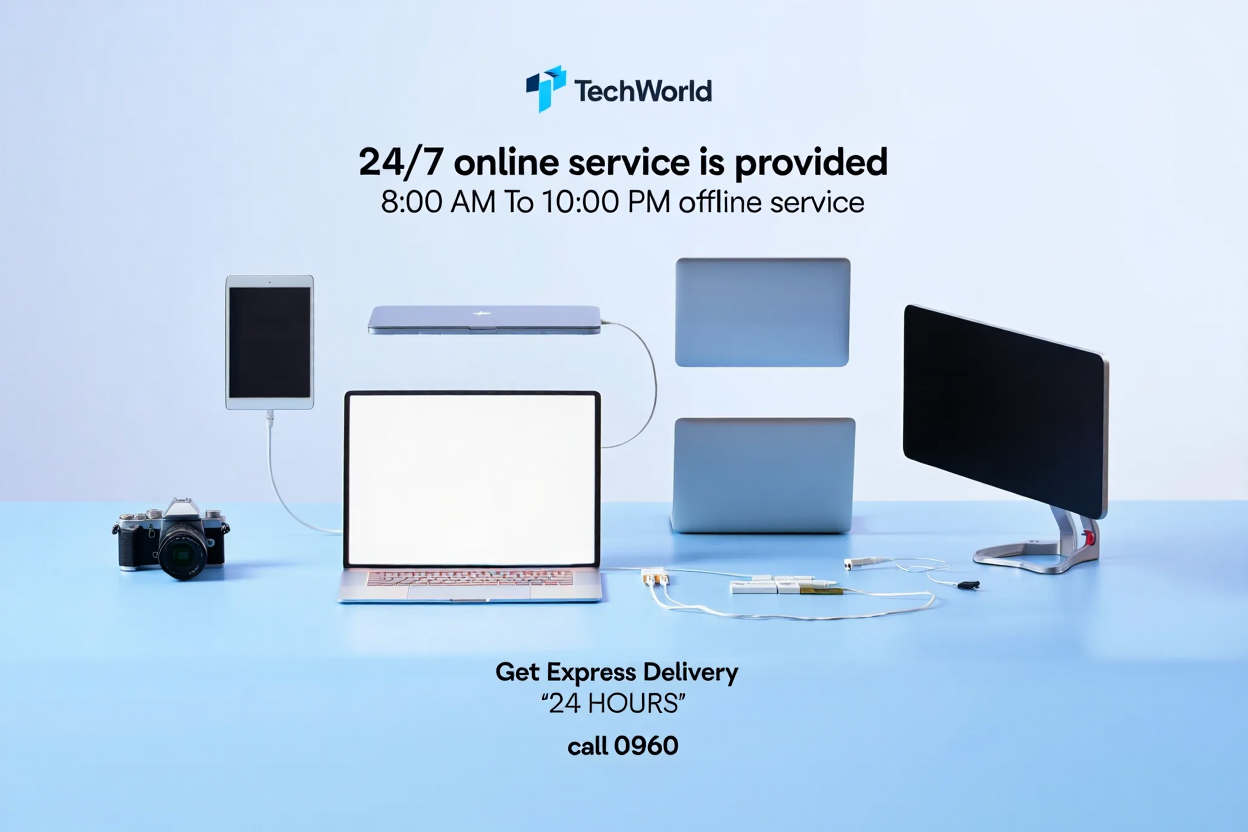 TechWorld
24/7 online service is provided
8:00 AM To 10:00 PM offline service
Get Express Delivery
“24 HOURS”
call 0960